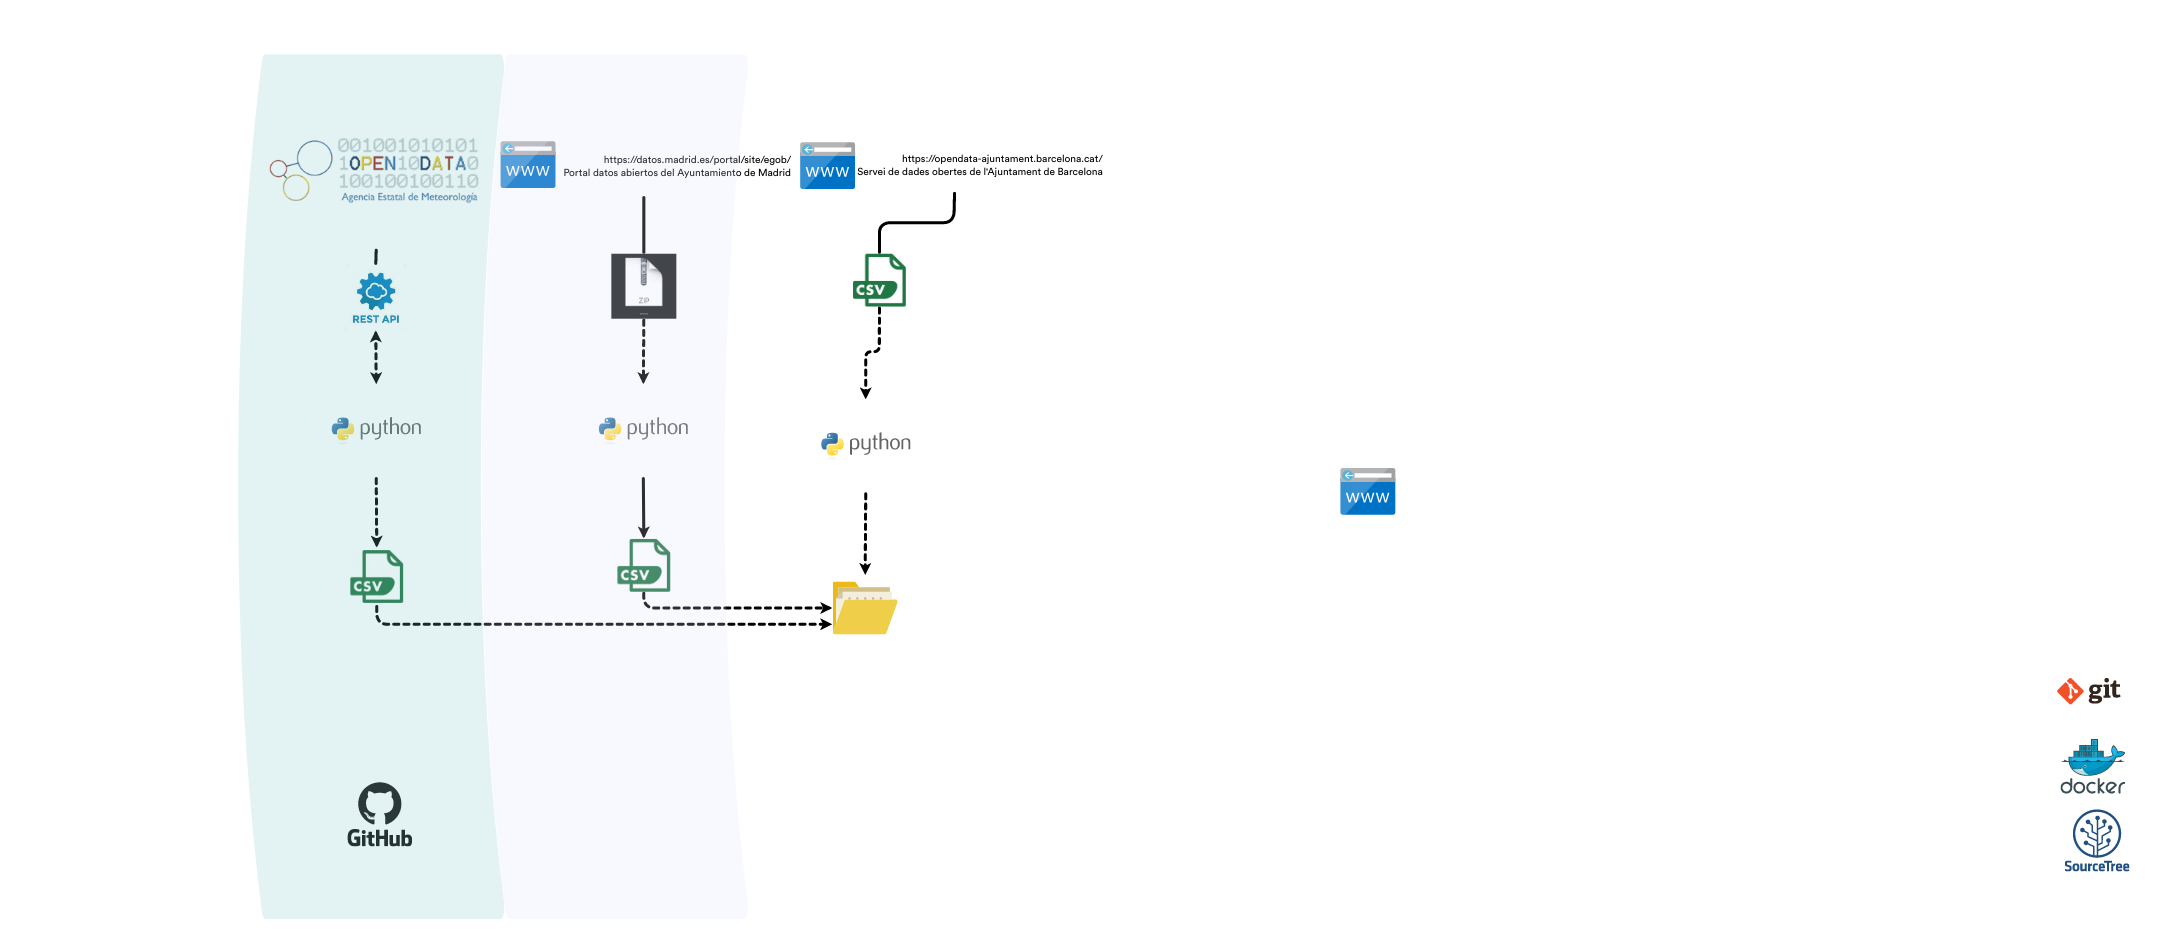 001001010101
1OPEN10DATA0
100100100110
Agencia Estatal de Meteorología
www
https://datos.madrid.es/portal/site/egob/
Portal datos abiertos del Ayuntamiento de Madrid
www
https://opendata-ajuntament.barcelona.cat/
Servei de dades obertes de l'Ajuntament de Barcelona
REST API
ZIP
CSV
python
python
python
www
CSV
CSV
git
docker
GitHub
SourceTree